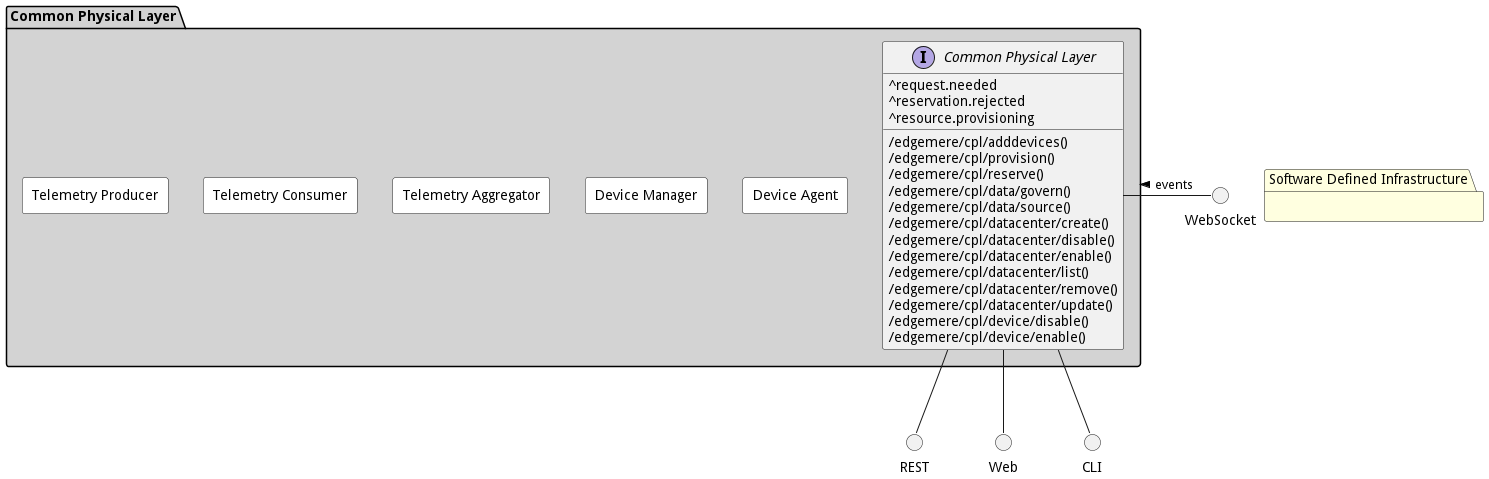 Common Physical Layer
I Common Physical Layer
^request.needed
^reservation.rejected
^resource.provisioning
/edgemere/cpl/adddevices()
/edgemere/cpl/provision()
/edgemere/cpl/reserve()
/edgemere/cpl/data/govern()
/edgemere/cpl/data/source()
/edgemere/cpl/datacenter/create()
/edgemere/cpl/datacenter/disable()
/edgemere/cpl/datacenter/enable()
/edgemere/cpl/datacenter/list()
/edgemere/cpl/datacenter/remove()
/edgemere/cpl/datacenter/update()
/edgemere/cpl/device/disable()
/edgemere/cpl/device/enable()
Telemetry Producer
Telemetry Consumer
Telemetry Aggregator
Device Manager
Device Agent
events
WebSocket
Software Defined Infrastructure
REST
Web
CLI